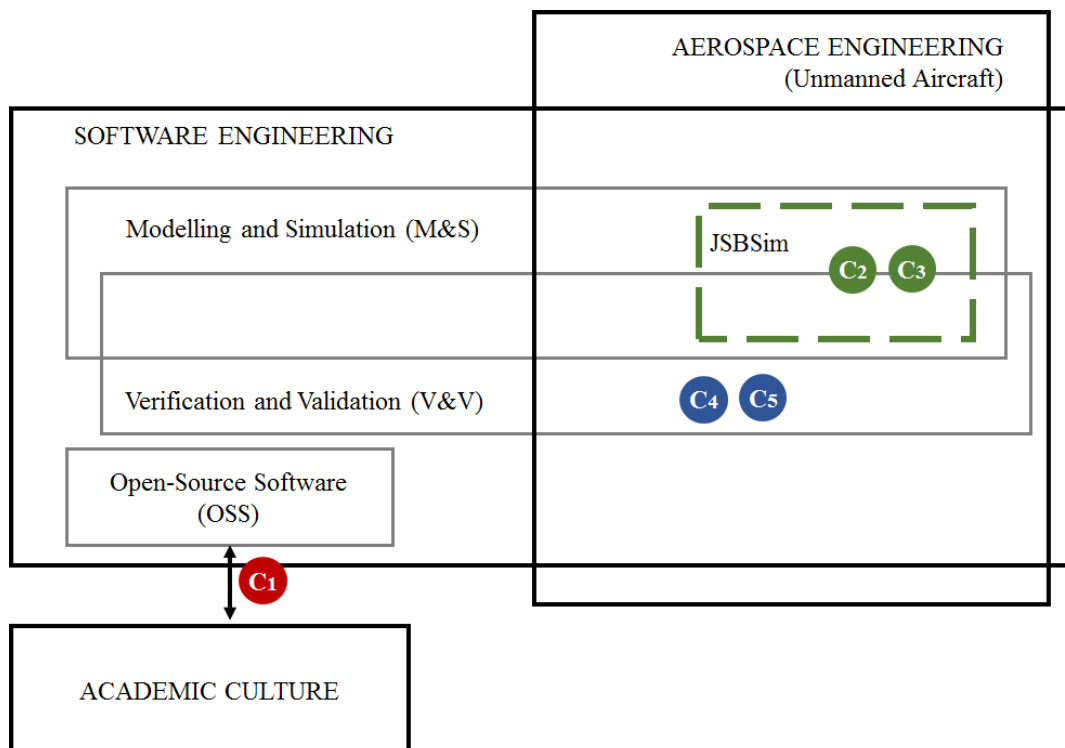 AEROSPACE ENGINEERING
(Unmanned Aircraft)
SOFTWARE ENGINEERING
Modelling and Simulation (M&S)
JSBSim
C2 C3
Verification and Validation (V&V)
C4 C5
Open-Source Software
(OSS)
C1
ACADEMIC CULTURE